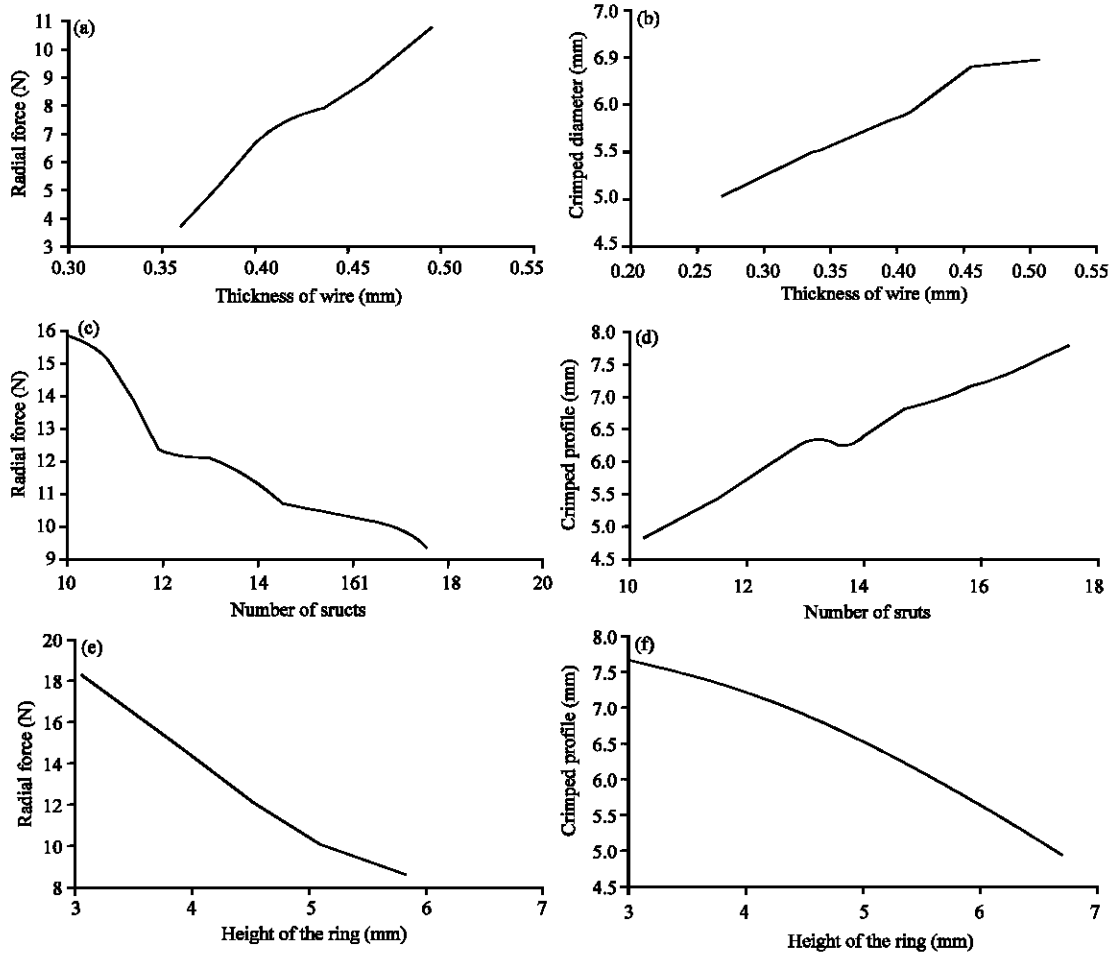 (a)
Radial force (N)
11
10
9
8
7
6
5
4
3
0.30 0.35 0.40 0.45 0.50 0.55
Thickness of wire (mm)
(b)
Crimped diameter (mm)
7.0
6.9
6.0
5.5
5.0
4.5
0.20 0.25 0.30 0.35 0.40 0.45 0.50 0.55
Thickness of wire (mm)
(c)
Radial force (N)
16
15
14
13
12
11
10
9
10 12 14 161 18 20
Number of sructs
(d)
Crimped profile (mm)
8.0
7.5
7.0
6.5
6.0
5.5
5.0
4.5
10 12 14 16 18
Number of sruts
(e)
Radial force (N)
20
18
16
14
12
10
8
3 4 5 6 7
Height of the ring (mm)
(f)
Crimped profile (mm)
8.0
7.5
7.0
6.5
6.0
5.5
5.0
4.5
3 4 5 6 7
Height of the ring (mm)